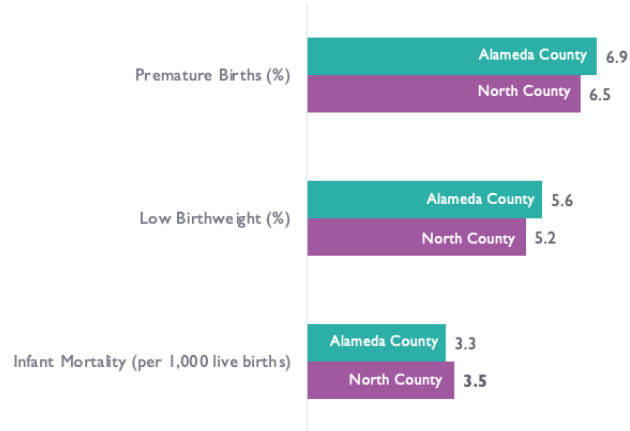 Alameda County 6.9
Premature Births (%)
North County 6.5
Alameda County 5.6
Low Birthweight (%)
North County 5.2
Alameda County 3.3
Infant Mortality (per 1,000 live births)
North County 3.5